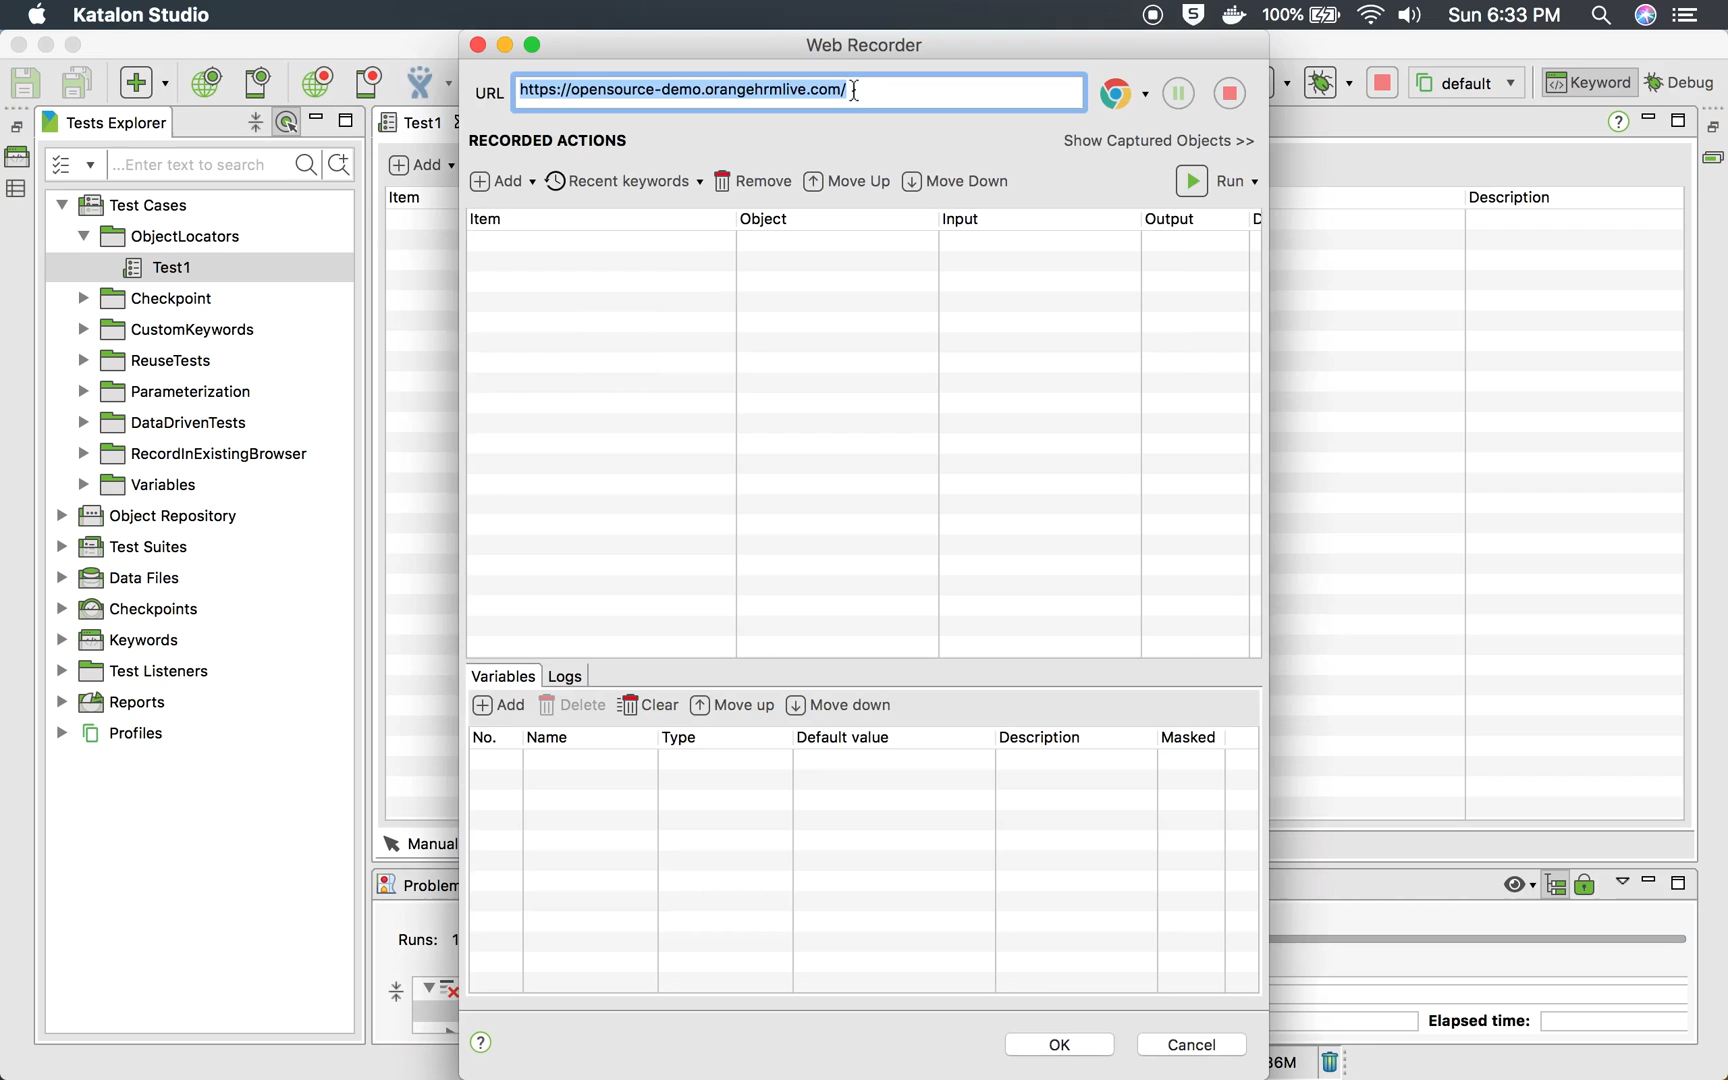 Katalon Studio
S
100%
Sun 6:33 PM
Web Recorder
default
Keyword
Debug
URL
https://opensource-demo.orangehrmlive.com/
Tests Explorer
Test1
?
RECORDED ACTIONS
Show Captured Objects >>
...Enter text to search
Add
Add
Recent keywords
Remove
Move Up
Move Down
Run
Item
Description
Item
Object
Input
Output
D
Test Cases
ObjectLocators
Test1
Checkpoint
CustomKeywords
ReuseTests
Parameterization
DataDrivenTests
RecordInExistingBrowser
Variables
Object Repository
Test Suites
Data Files
Checkpoints
Keywords
Test Listeners
Reports
Profiles
Variables
Logs
Add
Delete
Clear
Move up
Move down
No.
Name
Type
Default value
Description
Masked
Manual
Problem
Runs: 1
Elapsed time:
?
OK
Cancel
36M